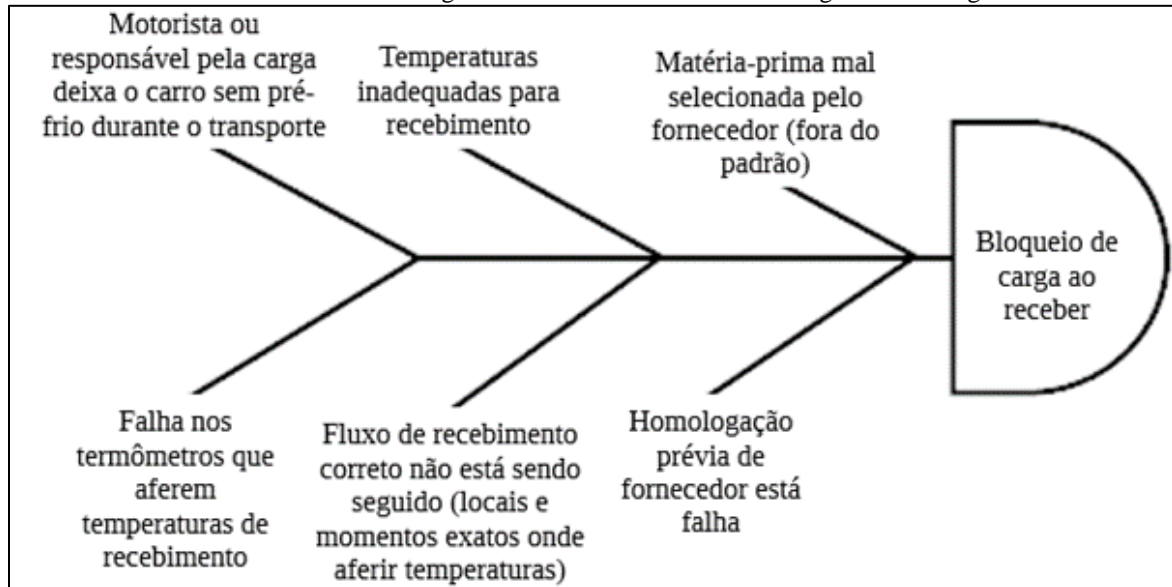 Motorista ou
responsável pela carga
deixa o carro sem pré-
frio durante o transporte
Temperaturas
inadequadas para
recebimento
Matéria-prima mal
selecionada pelo
fornecedor (fora do
padrão)
Bloqueio de
carga ao
receber
Falha nos
termômetros que
aferem
temperaturas de
recebimento
Fluxo de recebimento
correto não está sendo
seguido (locais e
momentos exatos onde
aferir temperaturas)
Homologação
prévia de
fornecedor está
falha